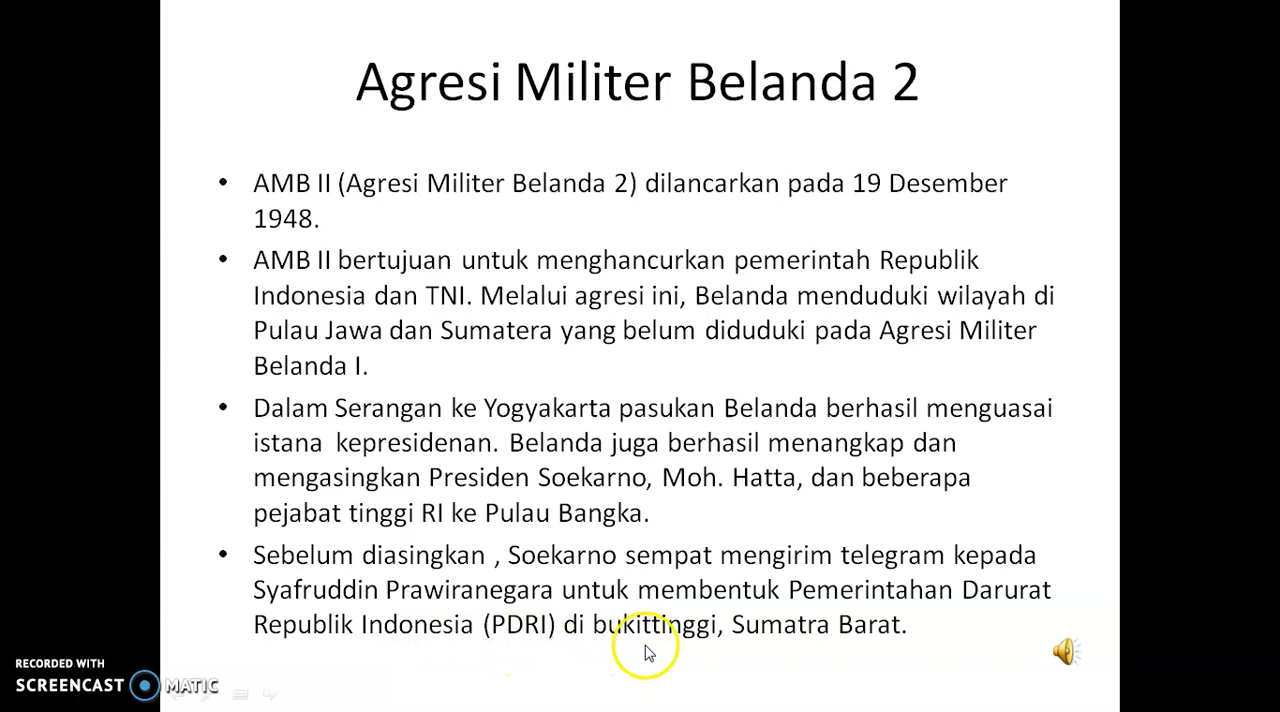 Agresi Militer Belanda 2
• AMB II (Agresi Militer Belanda 2) dilancarkan pada 19 Desember
1948.
• AMB II bertujuan untuk menghancurkan pemerintah Republik
Indonesia dan TNI. Melalui agresi ini, Belanda menduduki wilayah di
Pulau Jawa dan Sumatera yang belum diduduki pada Agresi Militer
Belanda I.
• Dalam Serangan ke Yogyakarta pasukan Belanda berhasil menguasai
istana kepresidenan. Belanda juga berhasil menangkap dan
mengasingkan Presiden Soekarno, Moh. Hatta, dan beberapa
pejabat tinggi RI ke Pulau Bangka.
• Sebelum diasingkan , Soekarno sempat mengirim telegram kepada
Syafruddin Prawiranegara untuk membentuk Pemerintahan Darurat
Republik Indonesia (PDRI) di bukittinggi, Sumatra Barat.
RECORDED WITH
SCREENCAST MATIC